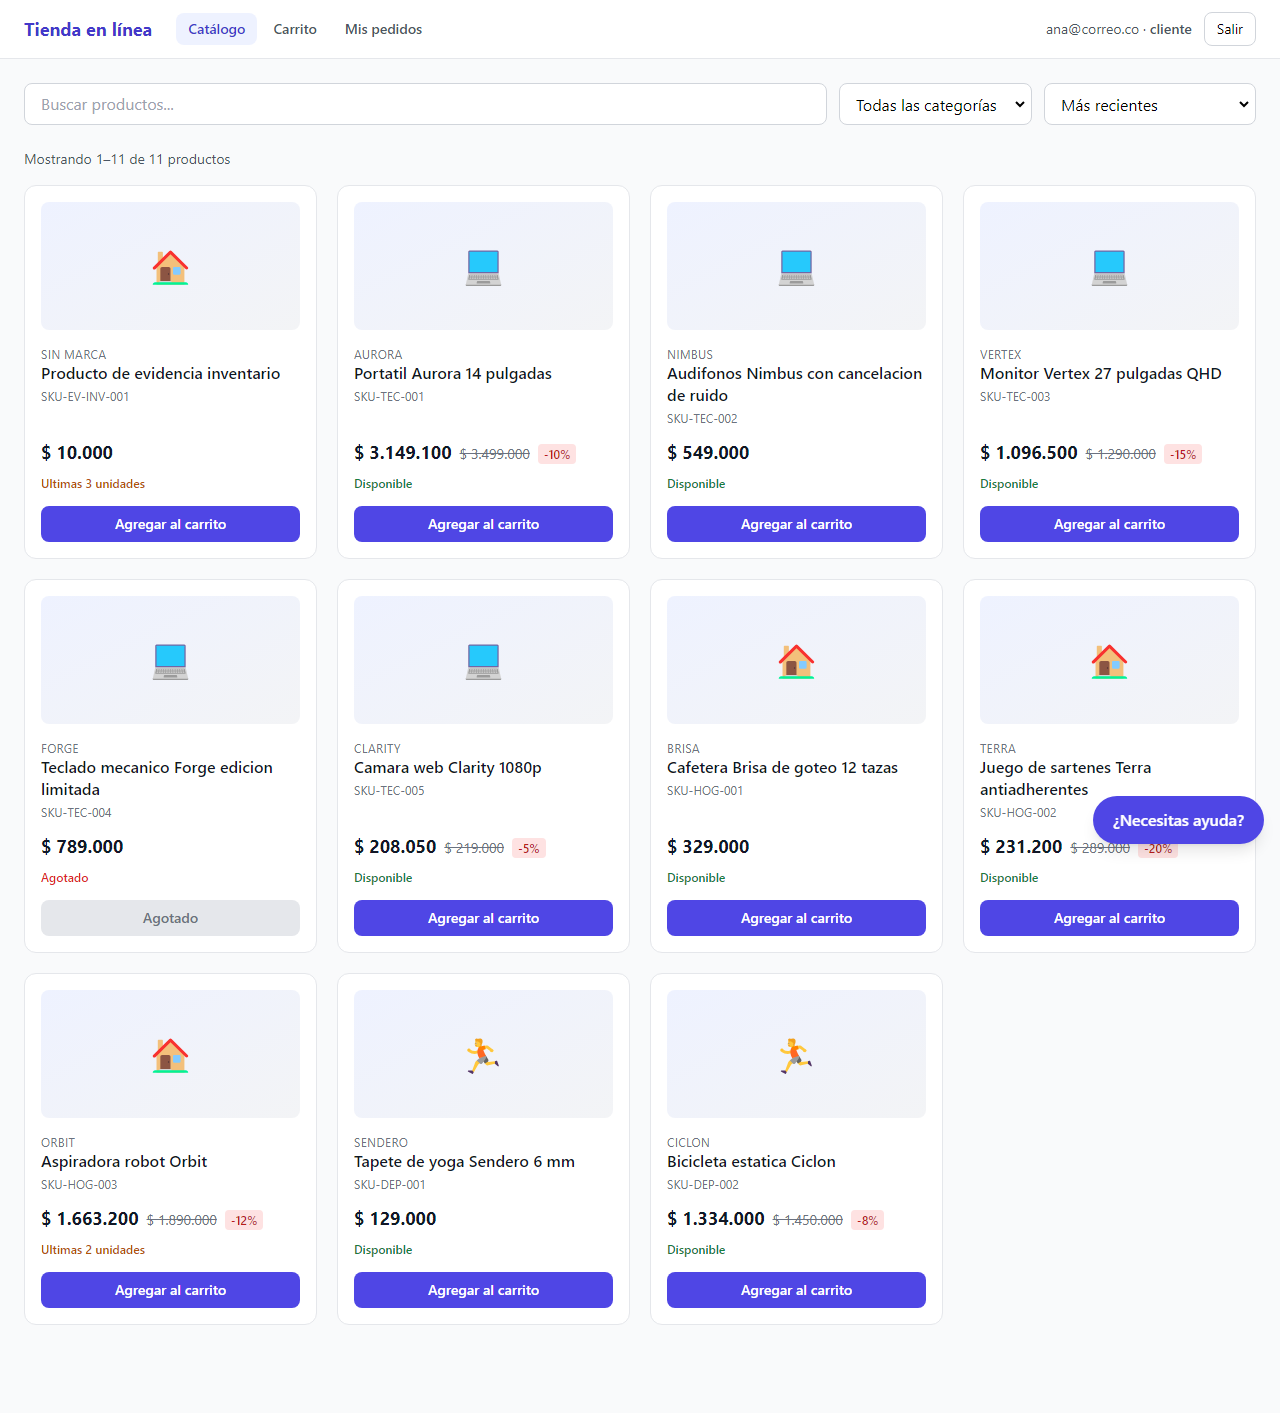 Tienda en línea
Catálogo
Carrito
Mis pedidos
ana@correo.co · cliente
Salir
Buscar productos...
Todas las categorías
Más recientes
Mostrando 1–11 de 11 productos
SIN MARCA
Producto de evidencia inventario
SKU-EV-INV-001
$ 10.000
Ultimas 3 unidades
Agregar al carrito
AURORA
Portatil Aurora 14 pulgadas
SKU-TEC-001
$ 3.149.100 $ 3.499.000 -10%
Disponible
Agregar al carrito
NIMBUS
Audifonos Nimbus con cancelacion
de ruido
SKU-TEC-002
$ 549.000
Disponible
Agregar al carrito
VERTEX
Monitor Vertex 27 pulgadas QHD
SKU-TEC-003
$ 1.096.500 $ 1.290.000 -15%
Disponible
Agregar al carrito
FORGE
Teclado mecanico Forge edicion
limitada
SKU-TEC-004
$ 789.000
Agotado
Agotado
CLARITY
Camara web Clarity 1080p
SKU-TEC-005
$ 208.050 $ 219.000 -5%
Disponible
Agregar al carrito
BRISA
Cafetera Brisa de goteo 12 tazas
SKU-HOG-001
$ 329.000
Disponible
Agregar al carrito
TERRA
Juego de sartenes Terra
antiadherentes
SKU-HOG-002
¿Necesitas ayuda?
$ 231.200 $ 289.000 -20%
Disponible
Agregar al carrito
ORBIT
Aspiradora robot Orbit
SKU-HOG-003
$ 1.663.200 $ 1.890.000 -12%
Ultimas 2 unidades
Agregar al carrito
SENDERO
Tapete de yoga Sendero 6 mm
SKU-DEP-001
$ 129.000
Disponible
Agregar al carrito
CICLON
Bicicleta estatica Ciclon
SKU-DEP-002
$ 1.334.000 $ 1.450.000 -8%
Disponible
Agregar al carrito